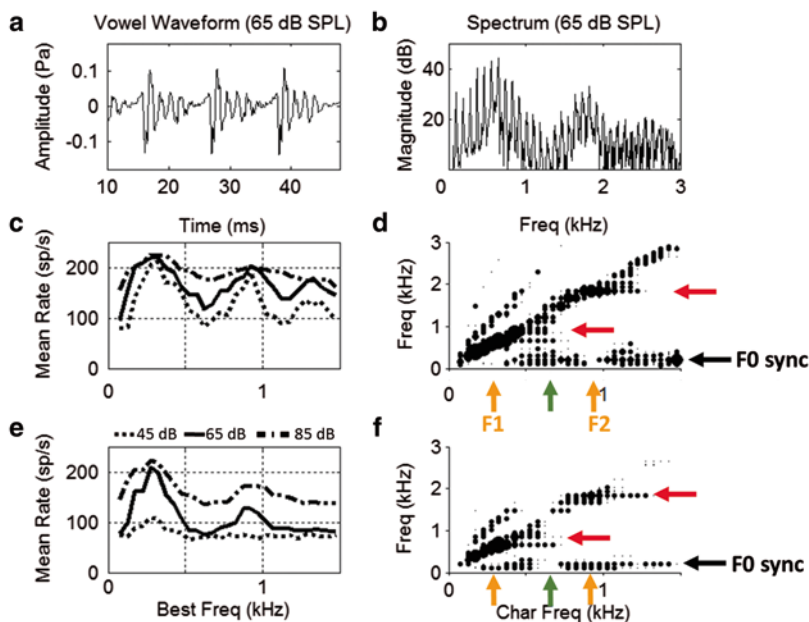 a Vowel Waveform (65 dB SPL)
Amplitude (Pa)
0.1
0
-0.1
10 20 30 40
Time (ms)
b Spectrum (65 dB SPL)
Magnitude (dB)
40
20
0 1 2 3
Freq (kHz)
c
Mean Rate (sp/s)
200
100
0
0 1
d
Freq (kHz)
3
2
1
0
0 1
F0 sync
F1 F2
e
45 dB 65 dB 85 dB
Mean Rate (sp/s)
200
100
0
0 1
Best Freq (kHz)
f
Freq (kHz)
3
2
1
0
0 1
F0 sync
Char Freq (kHz)